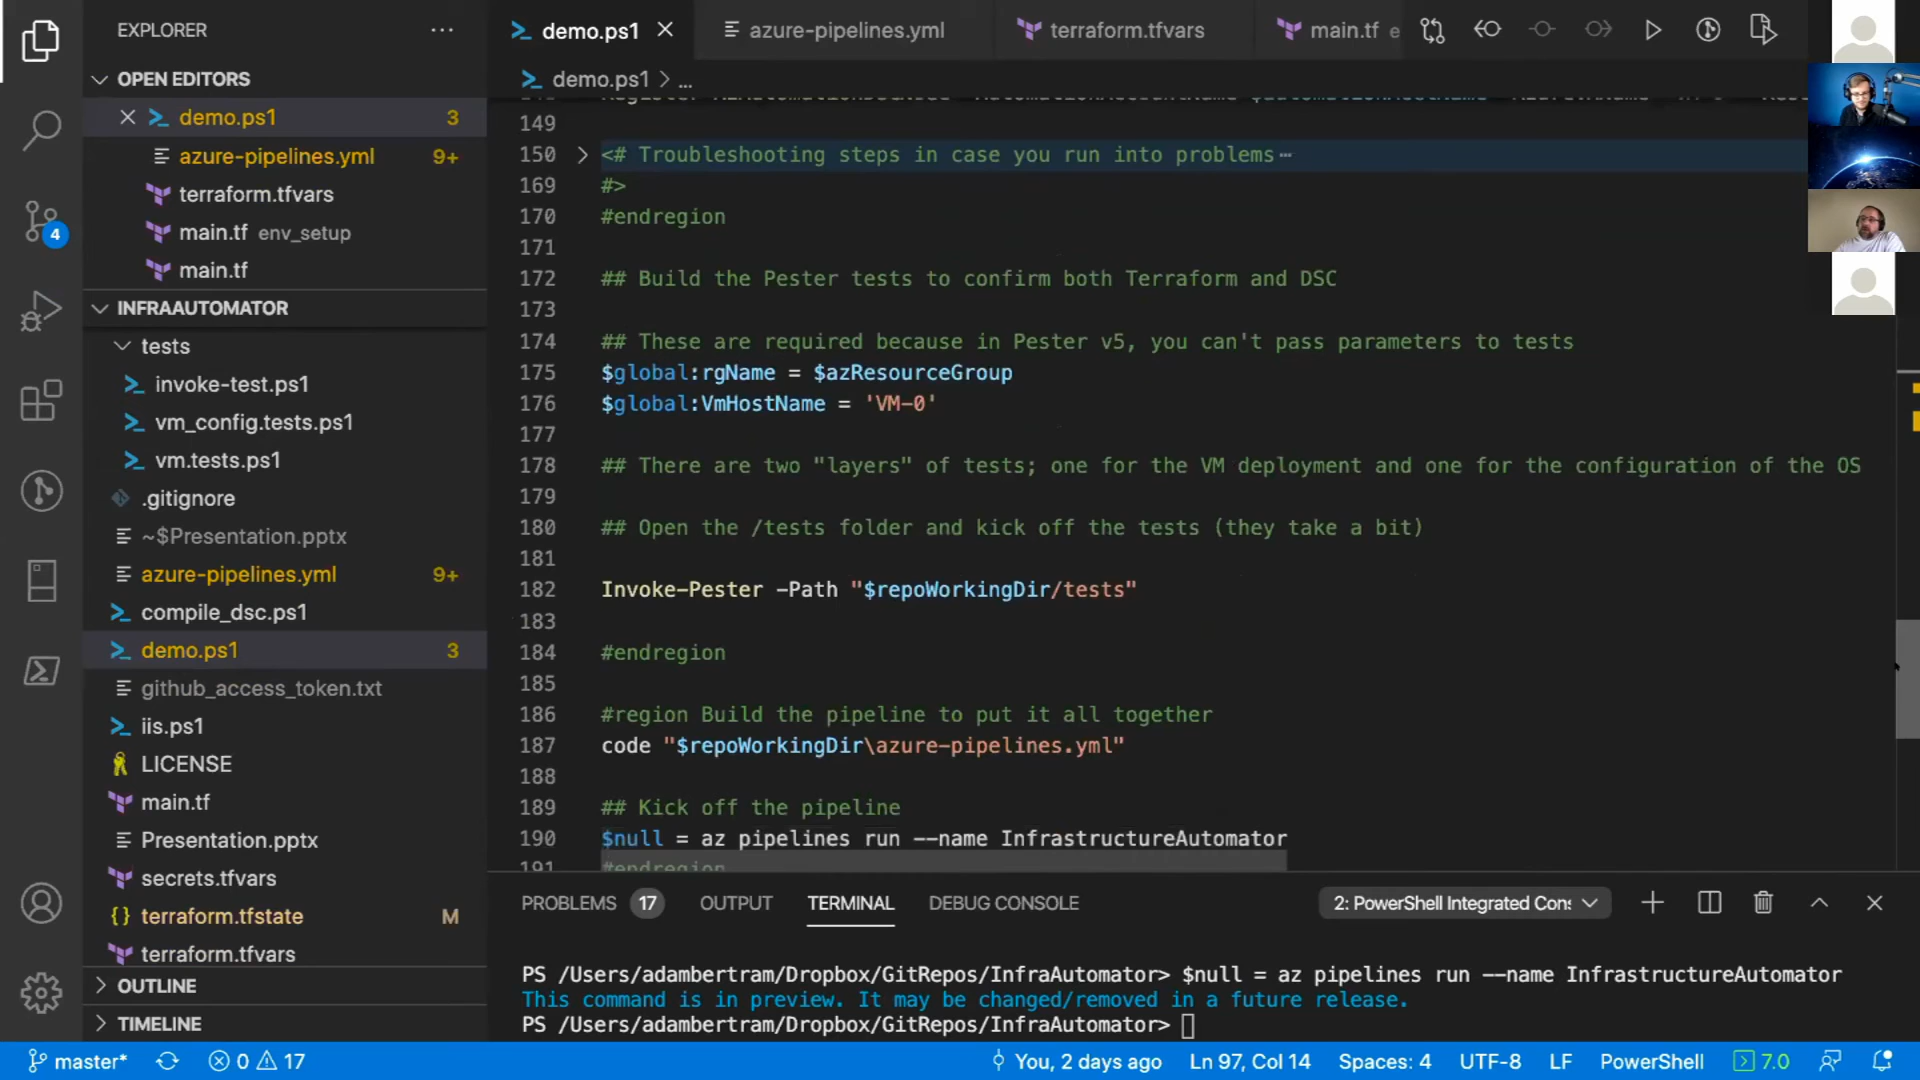 EXPLORER
OPEN EDITORS
demo.ps1 3
azure-pipelines.yml 9+
terraform.tfvars
main.tf env_setup
main.tf
INFRAAUTOMATOR
tests
invoke-test.ps1
vm_config.tests.ps1
vm.tests.ps1
.gitignore
~$Presentation.pptx
azure-pipelines.yml 9+
compile_dsc.ps1
demo.ps1 3
github_access_token.txt
iis.ps1
LICENSE
main.tf
Presentation.pptx
secrets.tfvars
terraform.tfstate M
terraform.tfvars
OUTLINE
TIMELINE
4
demo.ps1
azure-pipelines.yml
terraform.tfvars
main.tf e
demo.ps1 > ...
149
150 <# Troubleshooting steps in case you run into problems…
169 #>
170 #endregion
171
172 ## Build the Pester tests to confirm both Terraform and DSC
173
174 ## These are required because in Pester v5, you can't pass parameters to tests
175 $global:rgName = $azResourceGroup
176 $global:VmHostName = 'VM-0'
177
178 ## There are two "layers" of tests; one for the VM deployment and one for the configuration of the OS
179
180 ## Open the /tests folder and kick off the tests (they take a bit)
181
182 Invoke-Pester -Path "$repoWorkingDir/tests"
183
184 #endregion
185
186 #region Build the pipeline to put it all together
187 code "$repoWorkingDir\azure-pipelines.yml"
188
189 ## Kick off the pipeline
190 $null = az pipelines run --name InfrastructureAutomator
191 #endregion
PROBLEMS 17 OUTPUT TERMINAL DEBUG CONSOLE
2: PowerShell Integrated Con:
PS /Users/adambertram/Dropbox/GitRepos/InfraAutomator> $null = az pipelines run --name InfrastructureAutomator
This command is in preview. It may be changed/removed in a future release.
PS /Users/adambertram/Dropbox/GitRepos/InfraAutomator>
master* 0 17 You, 2 days ago Ln 97, Col 14 Spaces: 4 UTF-8 LF PowerShell 7.0